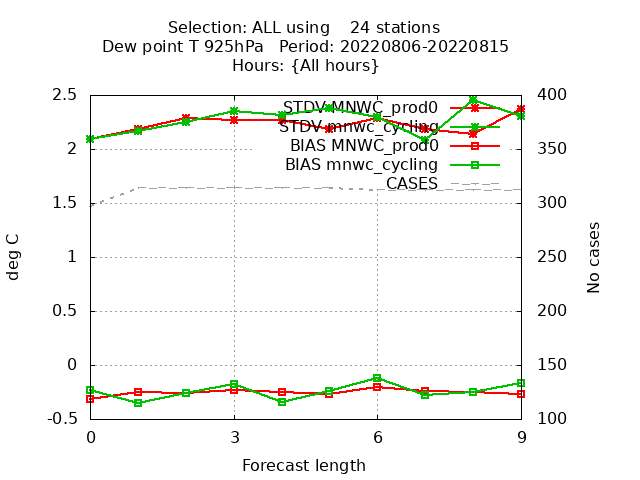 Selection: ALL using    24 stations
Dew point T 925hPa   Period: 20220806-20220815
Hours: {All hours}
2.5
2
1.5
1
0.5
0
-0.5
400
350
300
250
200
150
100
STDV MNWC_prod0
STDV mnwc_cycling
BIAS MNWC_prod0
BIAS mnwc_cycling
CASES
deg C
No cases
0 3 6 9
Forecast length